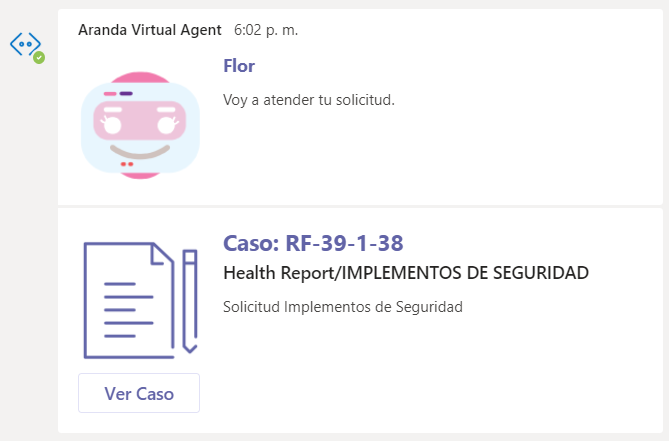 Aranda Virtual Agent 6:02 p. m.
Flor
Voy a atender tu solicitud.
Caso: RF-39-1-38
Health Report/IMPLEMENTOS DE SEGURIDAD
Solicitud Implementos de Seguridad
Ver Caso